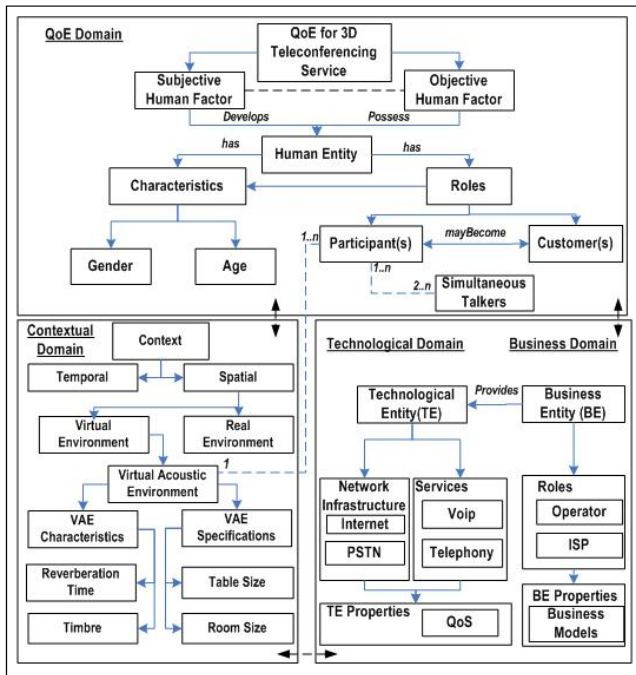 QoE Domain
QoE for 3D
Teleconferencing
Service
Subjective
Human Factor
Objective
Human Factor
Develops
Possess
has
Human Entity
has
Characteristics
Roles
Gender
Age
1..n
Participant(s)
mayBecome
Customer(s)
1..n
2..n
Simultaneous
Talkers
Contextual
Domain
Context
Temporal
Spatial
Virtual
Environment
Real
Environment
Virtual Acoustic
Environment
1
VAE
Characteristics
VAE
Specifications
Reverberation
Time
Table Size
Timbre
Room Size
Technological Domain
Business Domain
Technological
Entity(TE)
Provides
Business
Entity (BE)
Network
Infrastructure
Internet
PSTN
Services
Voip
Telephony
Roles
Operator
ISP
TE Properties
QoS
BE Properties
Business
Models